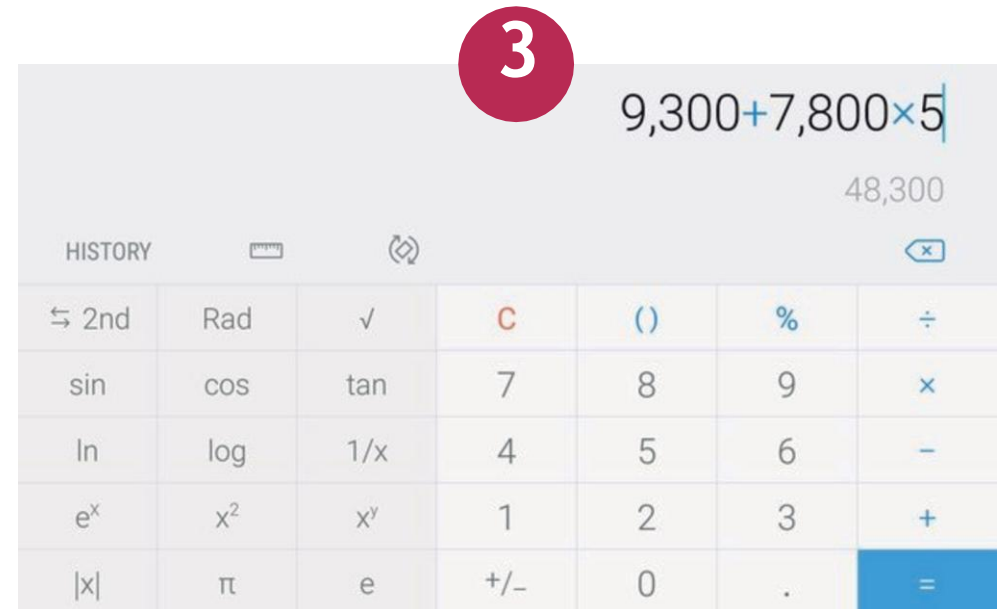 3
9,300+7,800×5
48,300
HISTORY
⇆ 2nd Rad √ C ( ) % ÷
sin cos tan 7 8 9 ×
ln log 1/x 4 5 6 −
eˣ x² xʸ 1 2 3 +
|x| π e +/− 0 . =